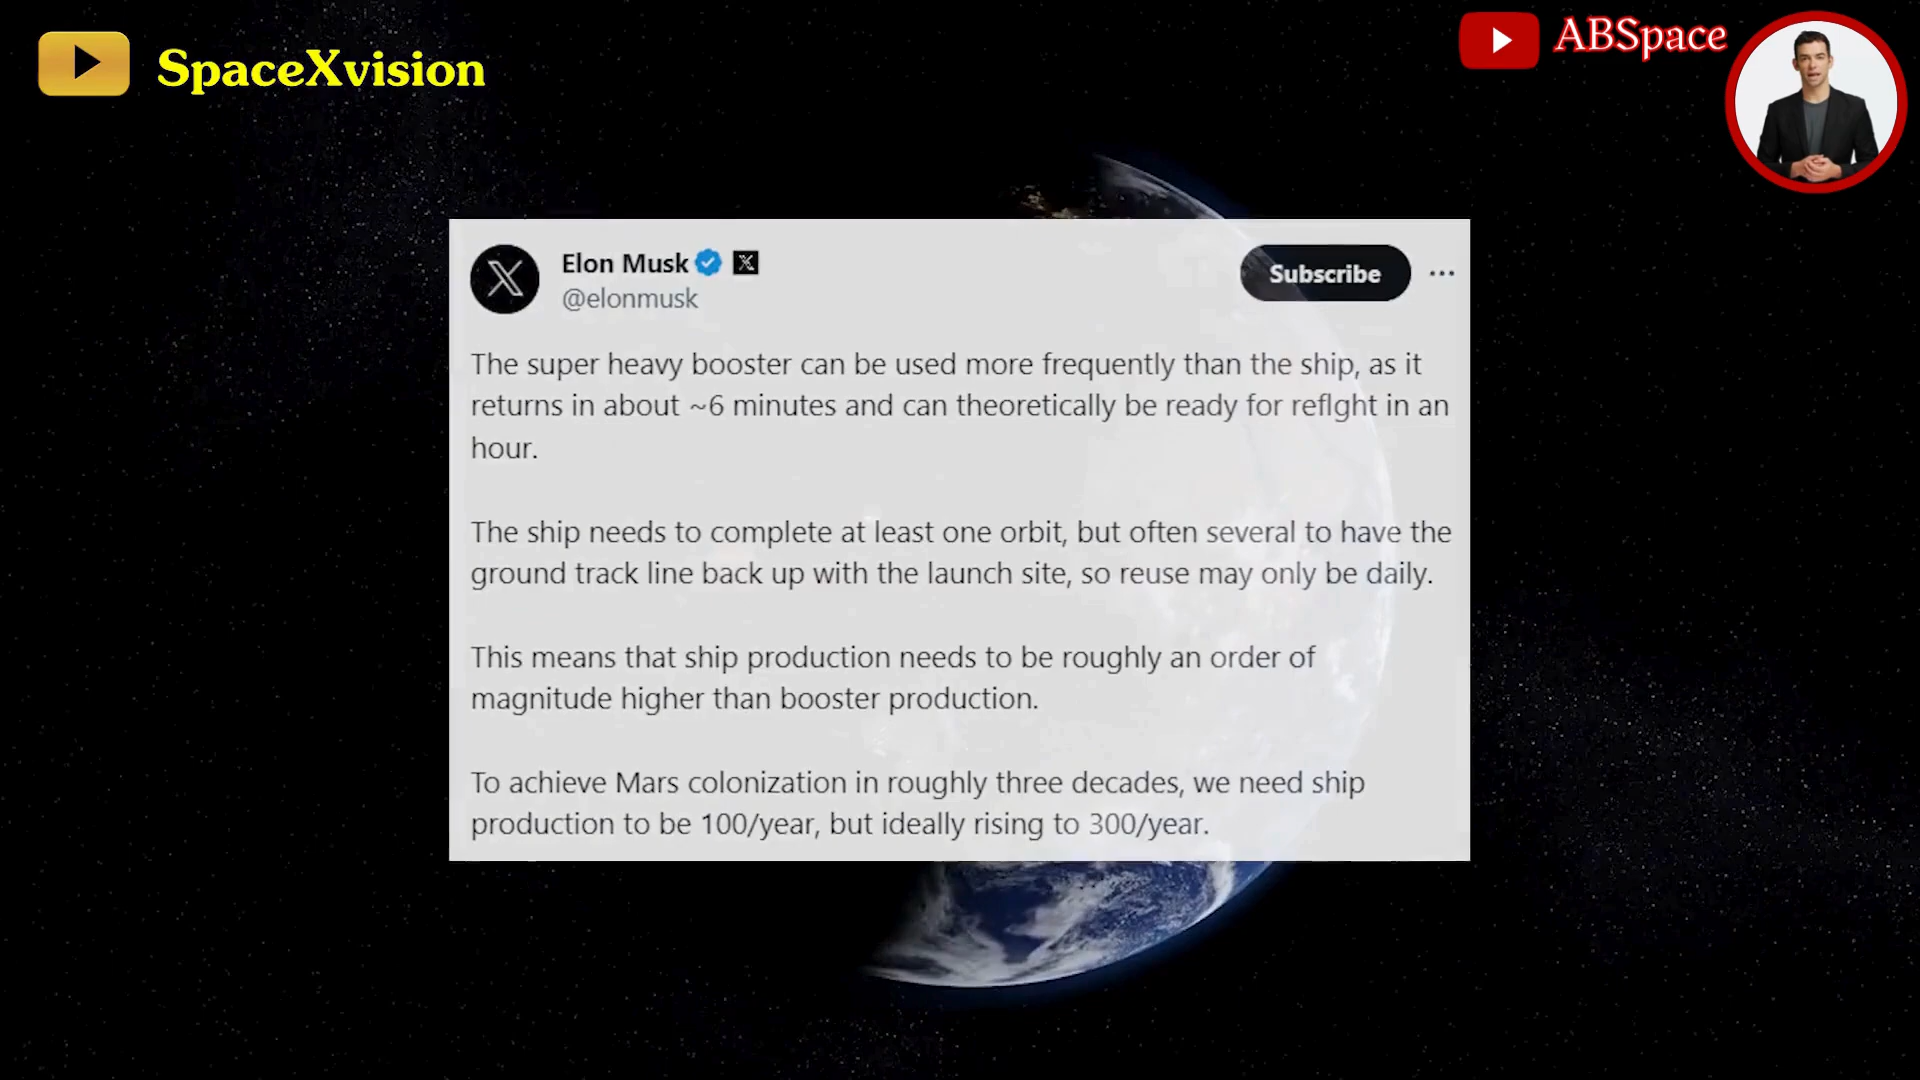 SpaceXvision
ABSpace
Elon Musk
@elonmusk
Subscribe
The super heavy booster can be used more frequently than the ship, as it
returns in about ~6 minutes and can theoretically be ready for reflght in an
hour.
The ship needs to complete at least one orbit, but often several to have the
ground track line back up with the launch site, so reuse may only be daily.
This means that ship production needs to be roughly an order of
magnitude higher than booster production.
To achieve Mars colonization in roughly three decades, we need ship
production to be 100/year, but ideally rising to 300/year.